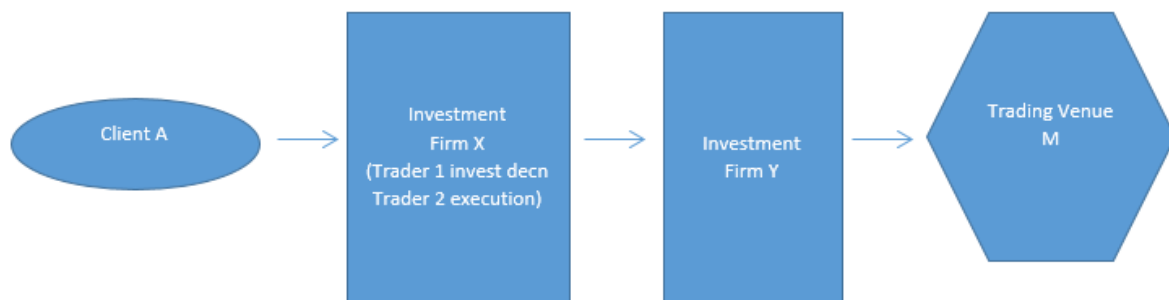 Client A
Investment
Firm X
(Trader 1 invest decn
Trader 2 execution)
Investment
Firm Y
Trading Venue
M